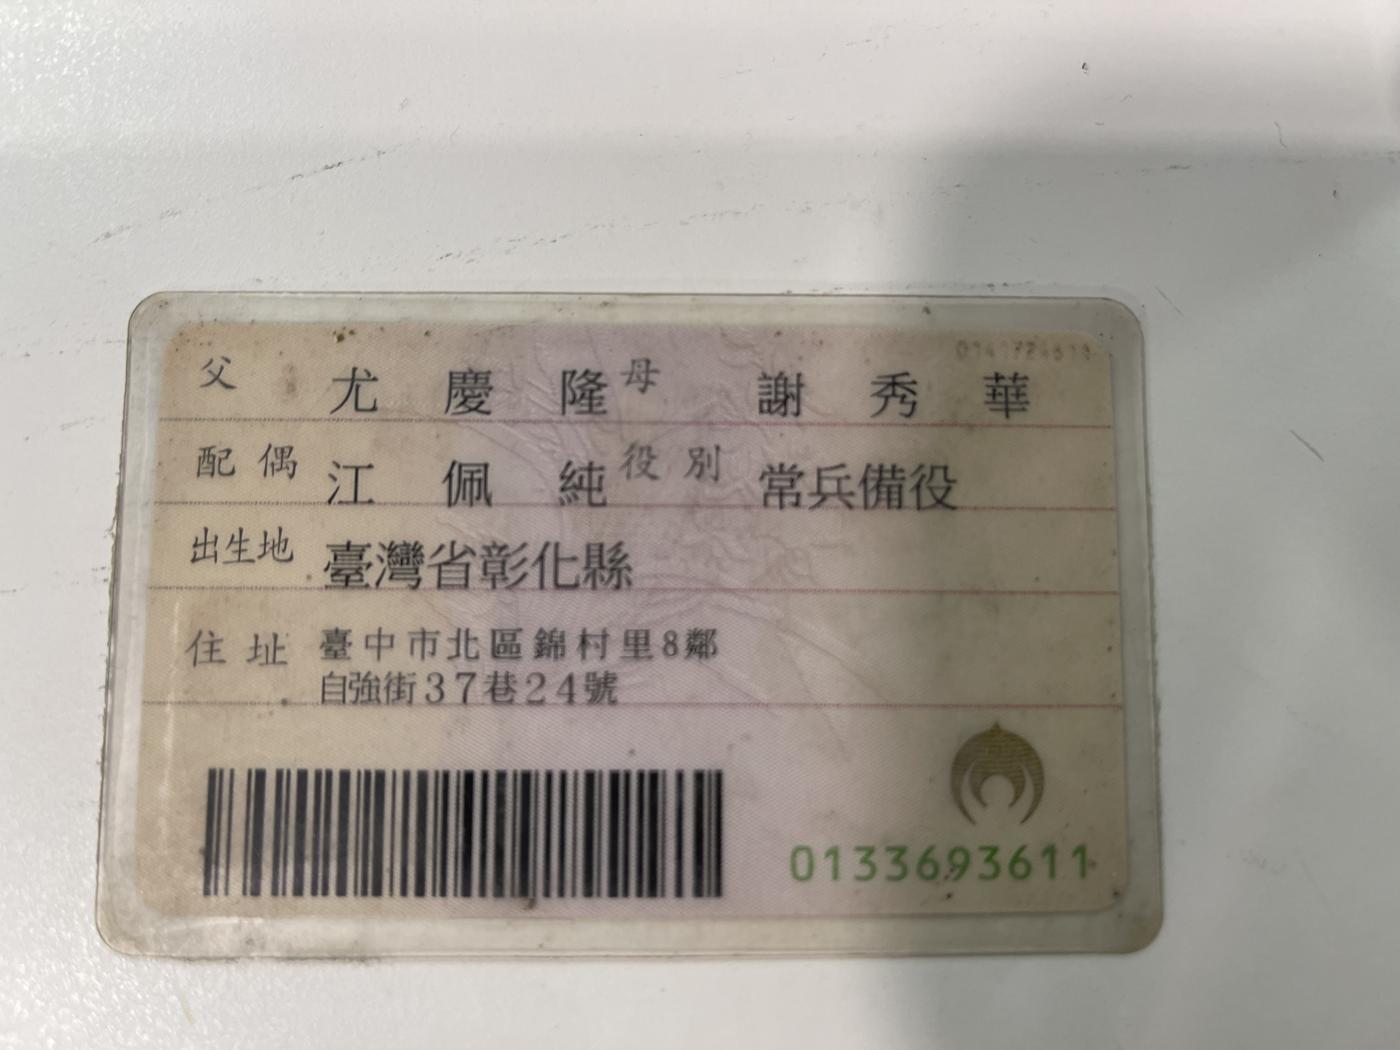 父 尤慶隆 母 謝秀華
配偶 江佩純 役別 常兵備役
出生地 臺灣省彰化縣
住址 臺中市北區錦村里8鄰
自強街37巷24號
0133693611